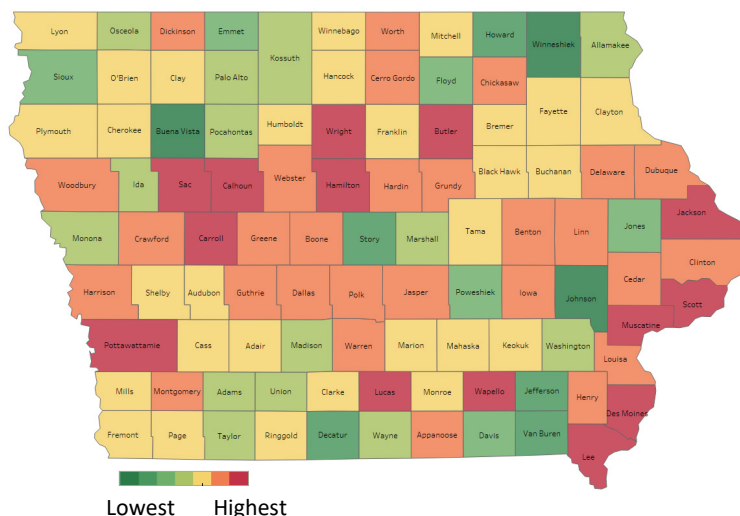 Lyon Osceola Dickinson Emmet Kossuth Winnebago Worth Mitchell Howard Winneshiek Allamakee
Sioux O'Brien Clay Palo Alto Hancock Cerro Gordo Floyd Chickasaw
Plymouth Cherokee Buena Vista Pocahontas Humboldt Wright Franklin Butler Bremer Fayette Clayton
Woodbury Ida Sac Calhoun Webster Hamilton Hardin Grundy Black Hawk Buchanan Delaware Dubuque
Monona Crawford Carroll Greene Boone Story Marshall Tama Benton Linn Jones Jackson
Clinton
Harrison Shelby Audubon Guthrie Dallas Polk Jasper Poweshiek Iowa Johnson Cedar Scott
Muscatine
Pottawattamie Cass Adair Madison Warren Marion Mahaska Keokuk Washington Louisa
Mills Montgomery Adams Union Clarke Lucas Monroe Wapello Jefferson Henry Des Moines
Fremont Page Taylor Ringgold Decatur Wayne Appanoose Davis Van Buren Lee
Lowest Highest